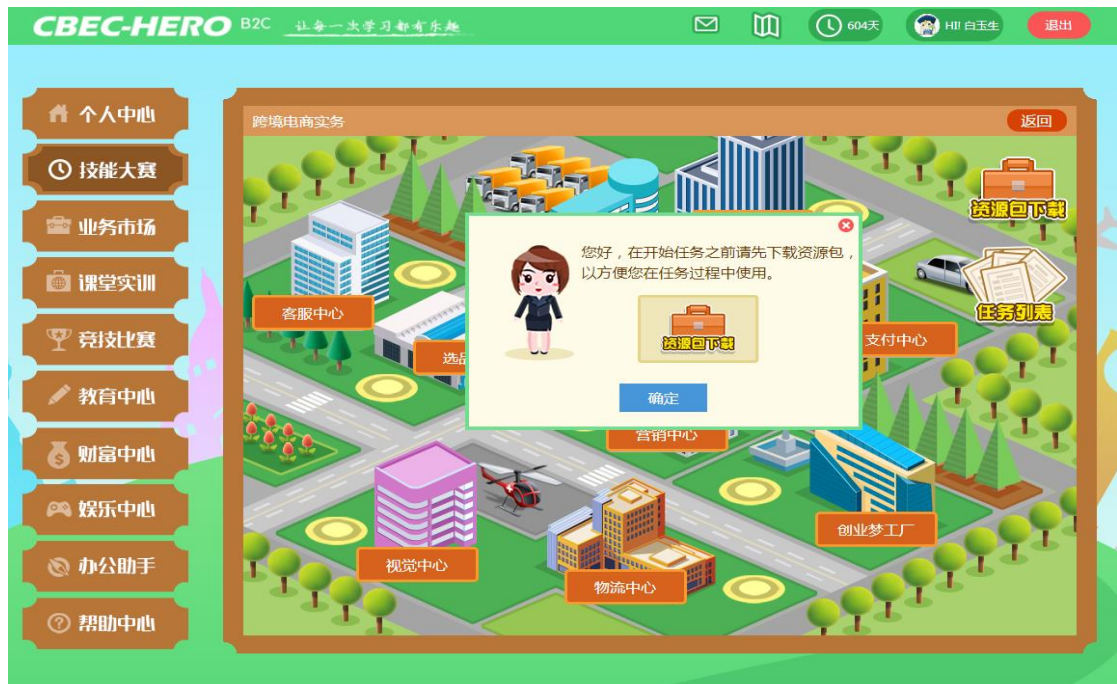 CBEC-HERO B2C 让每一次学习都有乐趣
604天
HI! 白玉生
退出
个人中心
技能大赛
业务市场
课堂实训
竞技比赛
教育中心
财富中心
娱乐中心
办公助手
帮助中心
跨境电商实务
返回
资源包下载
任务列表
您好，在开始任务之前请先下载资源包，
以方便您在任务过程中使用。
资源包下载
确定
客服中心
选品
支付中心
营销中心
创业梦工厂
视觉中心
物流中心